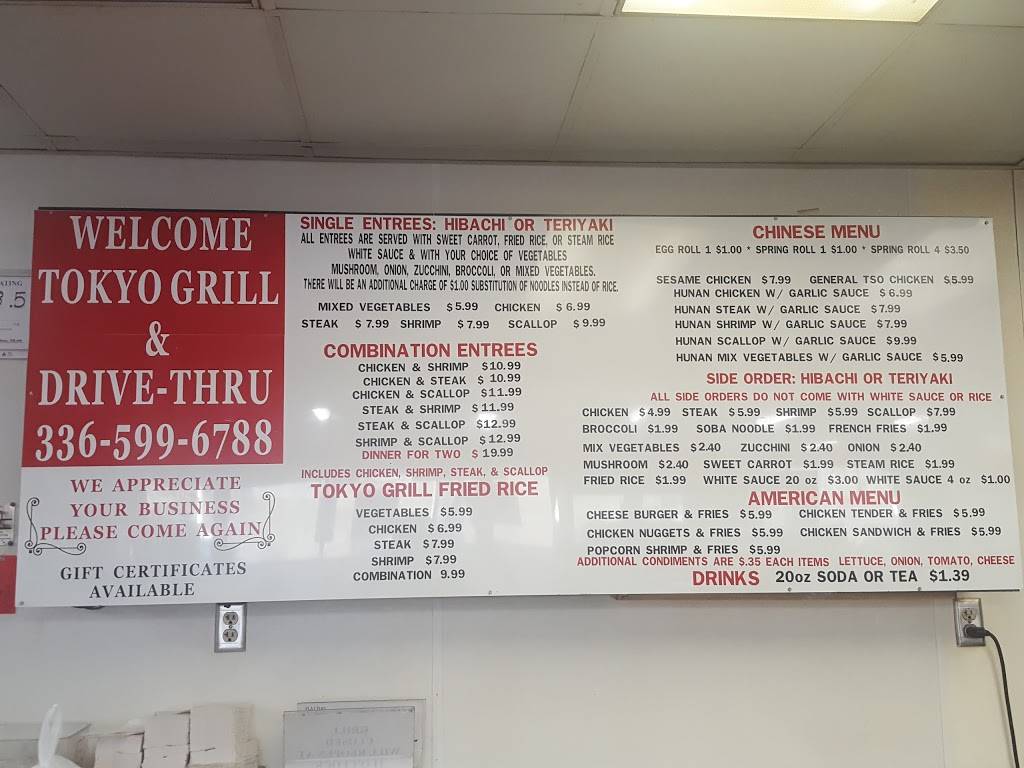 WELCOME
TOKYO GRILL
&
DRIVE-THRU
336-599-6788
WE APPRECIATE
YOUR BUSINESS
PLEASE COME AGAIN
GIFT CERTIFICATES
AVAILABLE
SINGLE ENTREES: HIBACHI OR TERIYAKI
ALL ENTREES ARE SERVED WITH SWEET CARROT, FRIED RICE, OR STEAM RICE
WHITE SAUCE & WITH YOUR CHOICE OF VEGETABLES
MUSHROOM, ONION, ZUCCHINI, BROCCOLI, OR MIXED VEGETABLES.
THERE WILL BE AN ADDITIONAL CHARGE OF $1.00 SUBSTITUTION OF NOODLES INSTEAD OF RICE.
MIXED VEGETABLES $5.99 CHICKEN $6.99
STEAK $7.99 SHRIMP $7.99 SCALLOP $9.99
COMBINATION ENTREES
CHICKEN & SHRIMP $10.99
CHICKEN & STEAK $10.99
CHICKEN & SCALLOP $11.99
STEAK & SHRIMP $11.99
STEAK & SCALLOP $12.99
SHRIMP & SCALLOP $12.99
DINNER FOR TWO $19.99
INCLUDES CHICKEN, SHRIMP, STEAK, & SCALLOP
TOKYO GRILL FRIED RICE
VEGETABLES $5.99
CHICKEN $6.99
STEAK $7.99
SHRIMP $7.99
COMBINATION 9.99
CHINESE MENU
EGG ROLL 1 $1.00 * SPRING ROLL 1 $1.00 * SPRING ROLL 4 $3.50
SESAME CHICKEN $7.99 GENERAL TSO CHICKEN $5.99
HUNAN CHICKEN W/ GARLIC SAUCE $6.99
HUNAN STEAK W/ GARLIC SAUCE $7.99
HUNAN SHRIMP W/ GARLIC SAUCE $7.99
HUNAN SCALLOP W/ GARLIC SAUCE $9.99
HUNAN MIX VEGETABLES W/ GARLIC SAUCE $5.99
SIDE ORDER: HIBACHI OR TERIYAKI
ALL SIDE ORDERS DO NOT COME WITH WHITE SAUCE OR RICE
CHICKEN $4.99 STEAK $5.99 SHRIMP $5.99 SCALLOP $7.99
BROCCOLI $1.99 SOBA NOODLE $1.99 FRENCH FRIES $1.99
MIX VEGETABLES $2.40 ZUCCHINI $2.40 ONION $2.40
MUSHROOM $2.40 SWEET CARROT $1.99 STEAM RICE $1.99
FRIED RICE $1.99 WHITE SAUCE 20 oz $3.00 WHITE SAUCE 4 oz $1.00
AMERICAN MENU
CHEESE BURGER & FRIES $5.99 CHICKEN TENDER & FRIES $5.99
CHICKEN NUGGETS & FRIES $5.99 CHICKEN SANDWICH & FRIES $5.99
POPCORN SHRIMP & FRIES $5.99
ADDITIONAL CONDIMENTS ARE $.35 EACH ITEMS LETTUCE, ONION, TOMATO, CHEESE
DRINKS 20oz SODA OR TEA $1.39